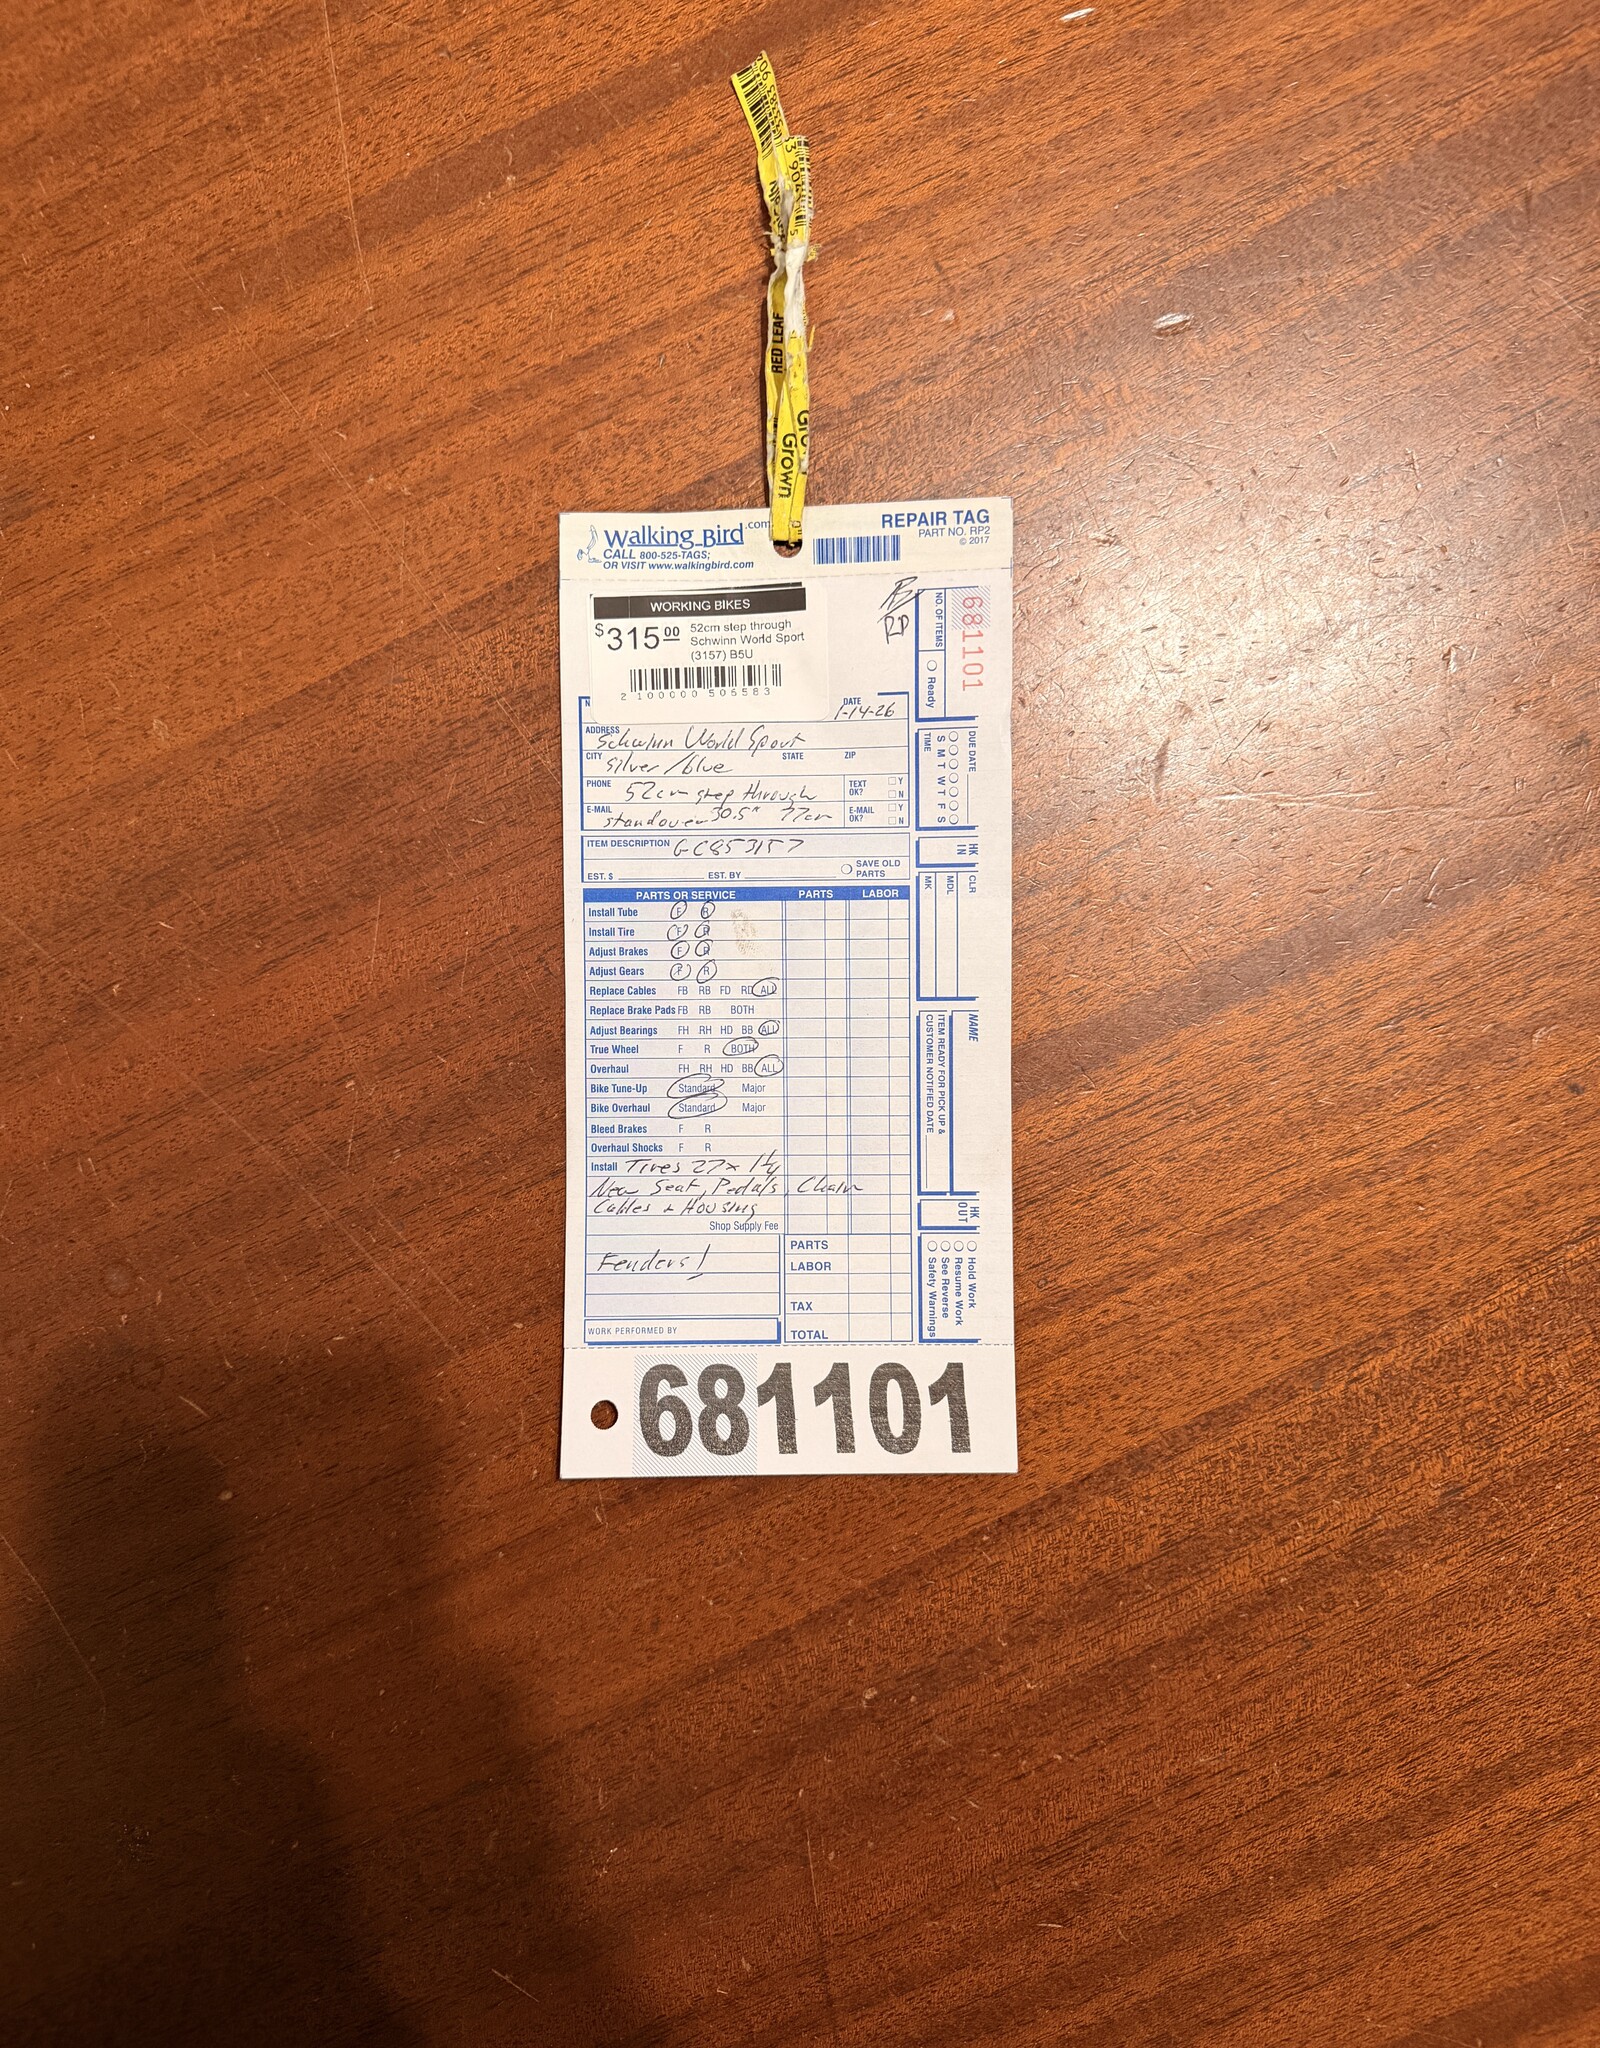 RED LEAF
Grown
Walking Bird.com
CALL 800-525-TAGS;
OR VISIT www.walkingbird.com
REPAIR TAG
PART NO. RP2
© 2017
WORKING BIKES
$315.00
52cm step through
Schwinn World Sport
(3157) B5U
2 100000 506583
RD
DATE
1-14-26
ADDRESS Schwinn World Sport
CITY silver/blue STATE ZIP
PHONE 52cm step through TEXT OK? Y N
E-MAIL standover 30.5" 77cm E-MAIL OK? Y N
ITEM DESCRIPTION GC853157
EST. $ EST. BY SAVE OLD PARTS
PARTS OR SERVICE PARTS LABOR
Install Tube F R
Install Tire F R
Adjust Brakes F R
Adjust Gears F R
Replace Cables FB RB FD RD ALL
Replace Brake Pads FB RB BOTH
Adjust Bearings FH RH HD BB ALL
True Wheel F R BOTH
Overhaul FH RH HD BB ALL
Bike Tune-Up Standard Major
Bike Overhaul Standard Major
Bleed Brakes F R
Overhaul Shocks F R
Install Tires 27 x 1 1/4
New Seat, Pedals, Chain
Cables + Housing
Shop Supply Fee
Fenders!
PARTS
LABOR
TAX
TOTAL
WORK PERFORMED BY
681101
NO. OF ITEMS
Ready
DUE DATE
S M T W T F S
TIME
HK IN
CLR
MDL
MK
NAME
ITEM READY FOR PICK UP &
CUSTOMER NOTIFIED DATE
HK OUT
Hold Work
Resume Work
See Reverse
Safety Warnings
681101